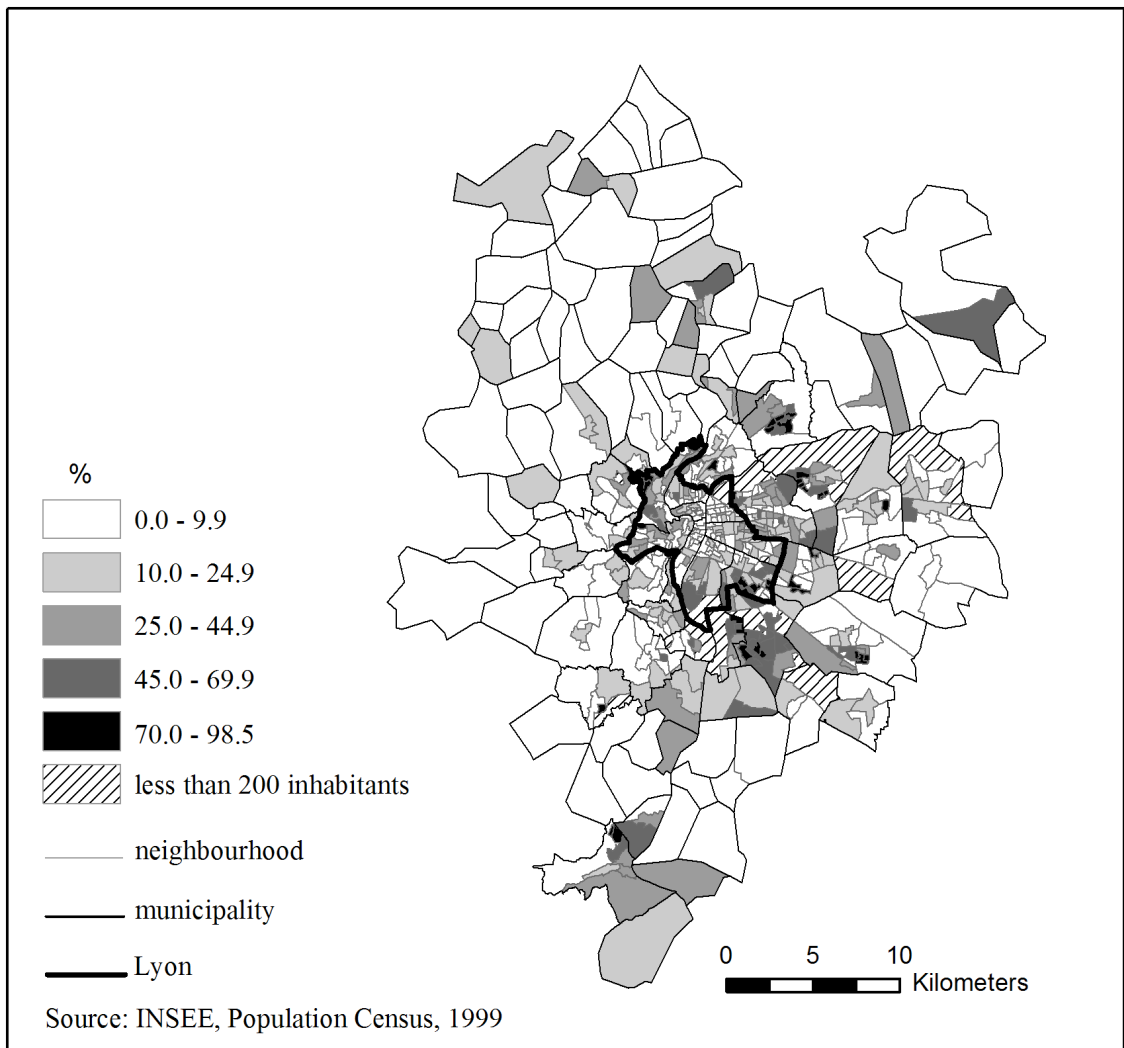 %
0.0 - 9.9
10.0 - 24.9
25.0 - 44.9
45.0 - 69.9
70.0 - 98.5
less than 200 inhabitants
neighbourhood
municipality
Lyon
0 5 10
Kilometers
Source: INSEE, Population Census, 1999